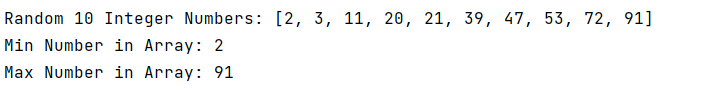 Random 10 Integer Numbers: [2, 3, 11, 20, 21, 39, 47, 53, 72, 91]
Min Number in Array: 2
Max Number in Array: 91